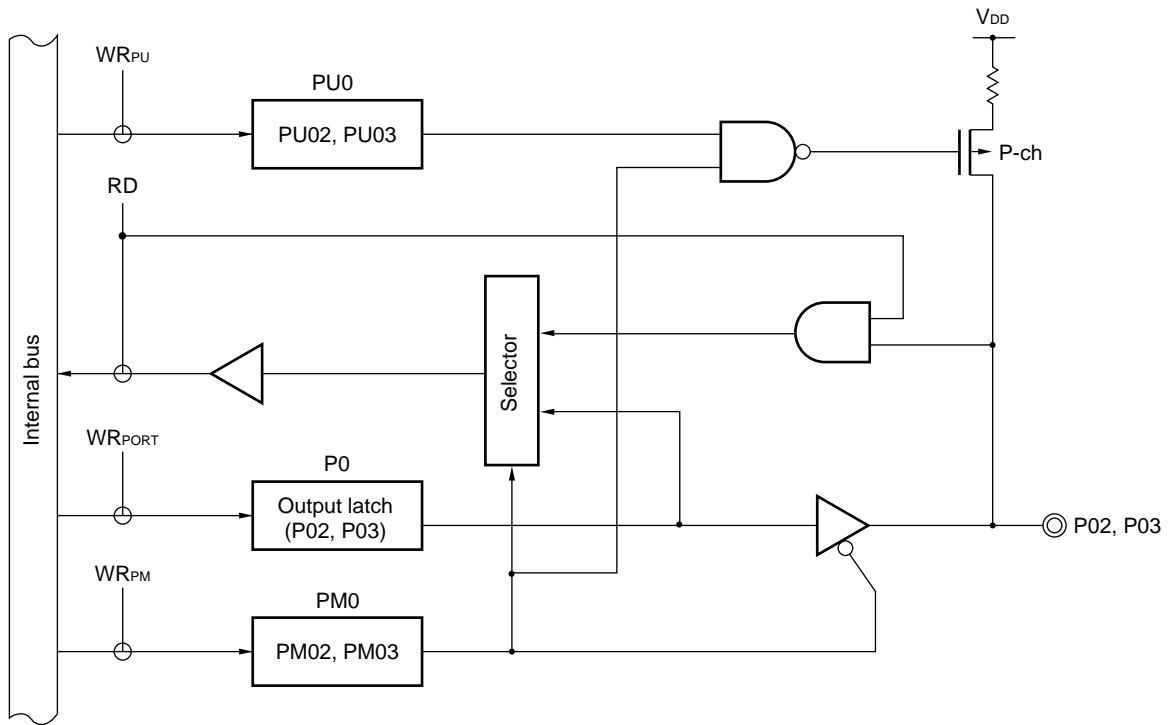 VDD
WRPU
PU0
PU02, PU03
P-ch
RD
Internal bus
Selector
WRPORT
P0
Output latch
(P02, P03)
P02, P03
WRPM
PM0
PM02, PM03